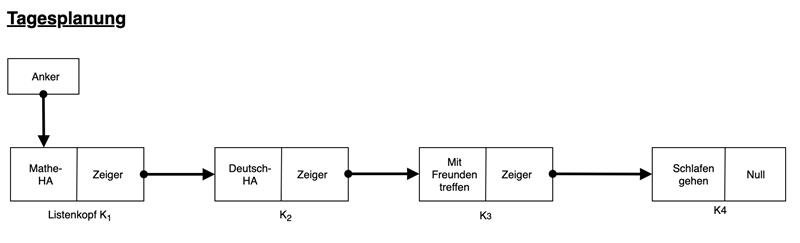 Tagesplanung
Anker
Mathe-
HA
Zeiger
Deutsch-
HA
Zeiger
Mit
Freunden
treffen
Zeiger
Schlafen
gehen
Null
Listenkopf K1
K2
K3
K4